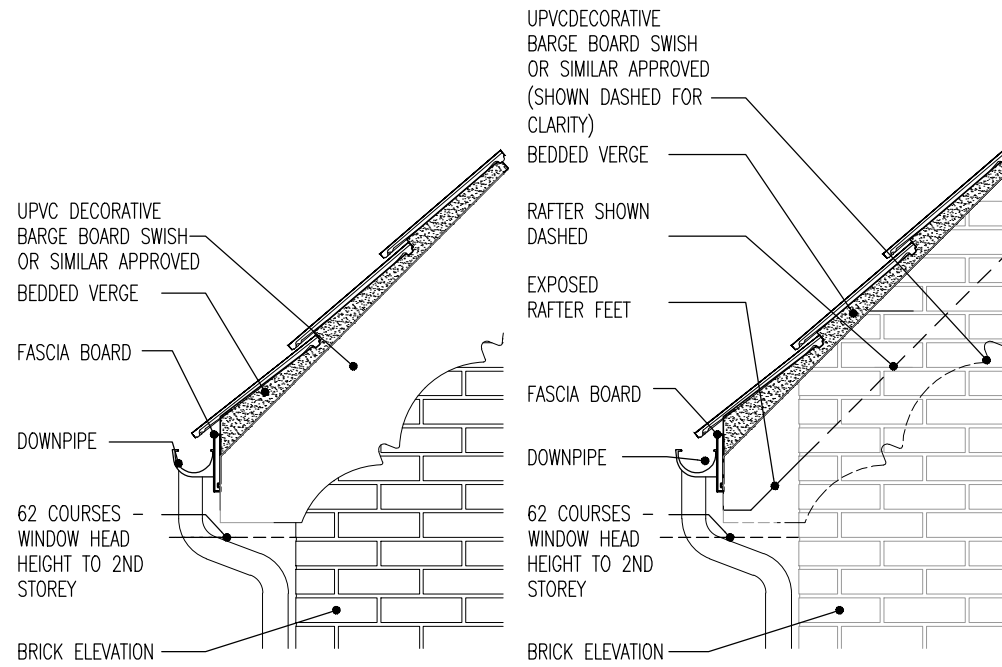 UPVC DECORATIVE
BARGE BOARD SWISH
OR SIMILAR APPROVED
BEDDED VERGE
FASCIA BOARD
DOWNPIPE
62 COURSES -
WINDOW HEAD
HEIGHT TO 2ND
STOREY
BRICK ELEVATION
UPVCDECORATIVE
BARGE BOARD SWISH
OR SIMILAR APPROVED
(SHOWN DASHED FOR
CLARITY)
BEDDED VERGE
RAFTER SHOWN
DASHED
EXPOSED
RAFTER FEET
FASCIA BOARD
DOWNPIPE
62 COURSES -
WINDOW HEAD
HEIGHT TO 2ND
STOREY
BRICK ELEVATION